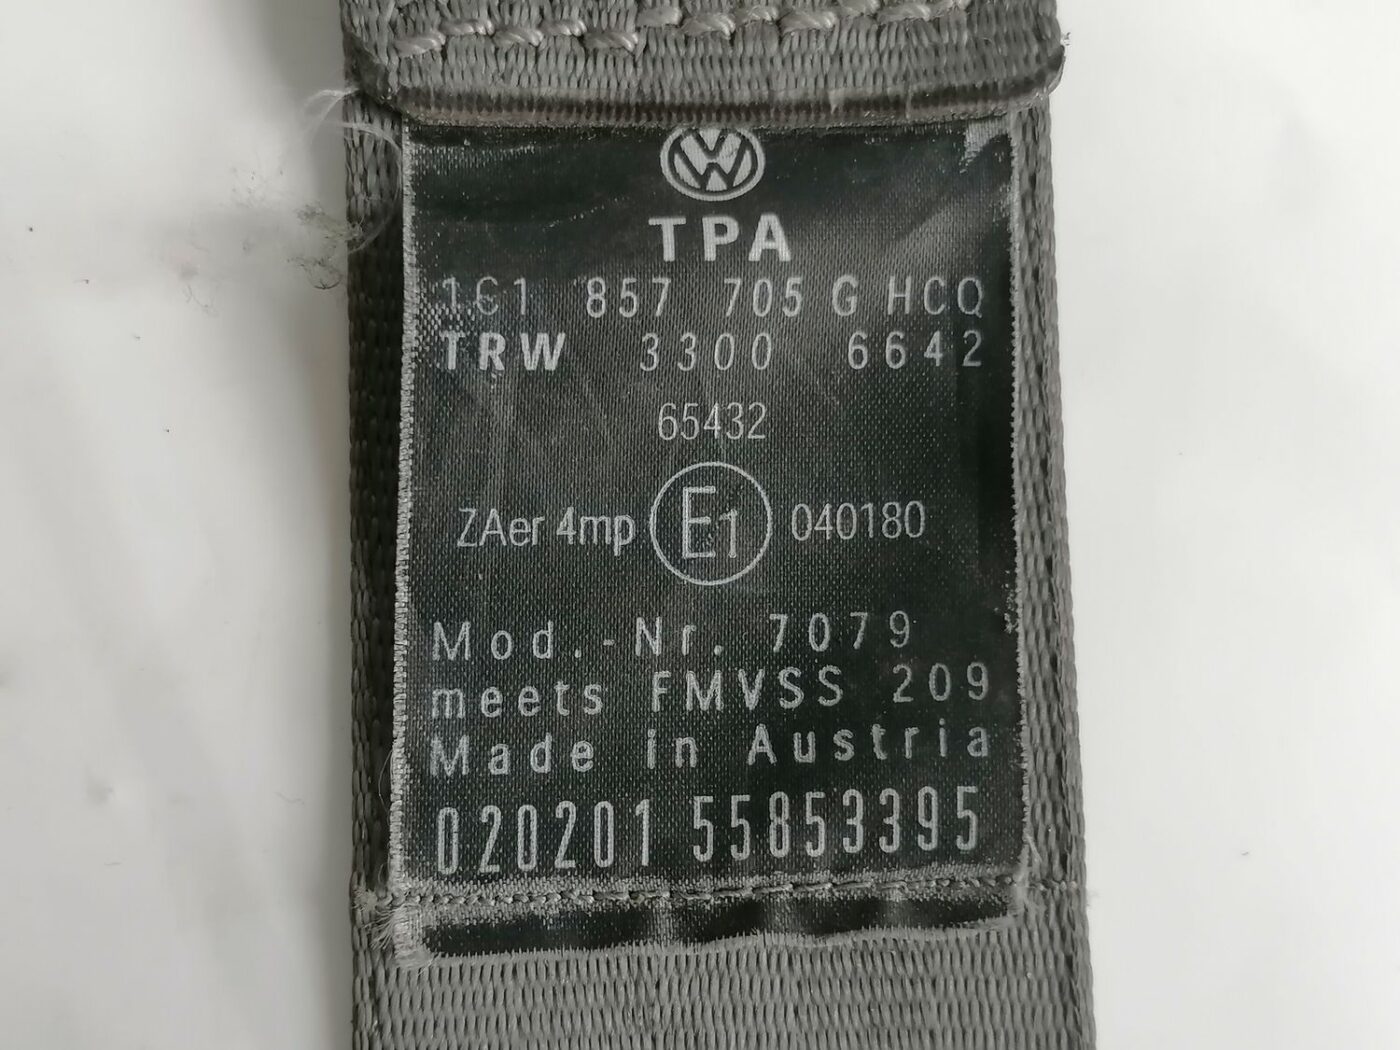 TPA
1C1 857 705 G HCQ
TRW 3300 6642
65432
ZAer 4mp E1 040180
Mod.-Nr. 7079
meets FMVSS 209
Made in Austria
020201 55853395